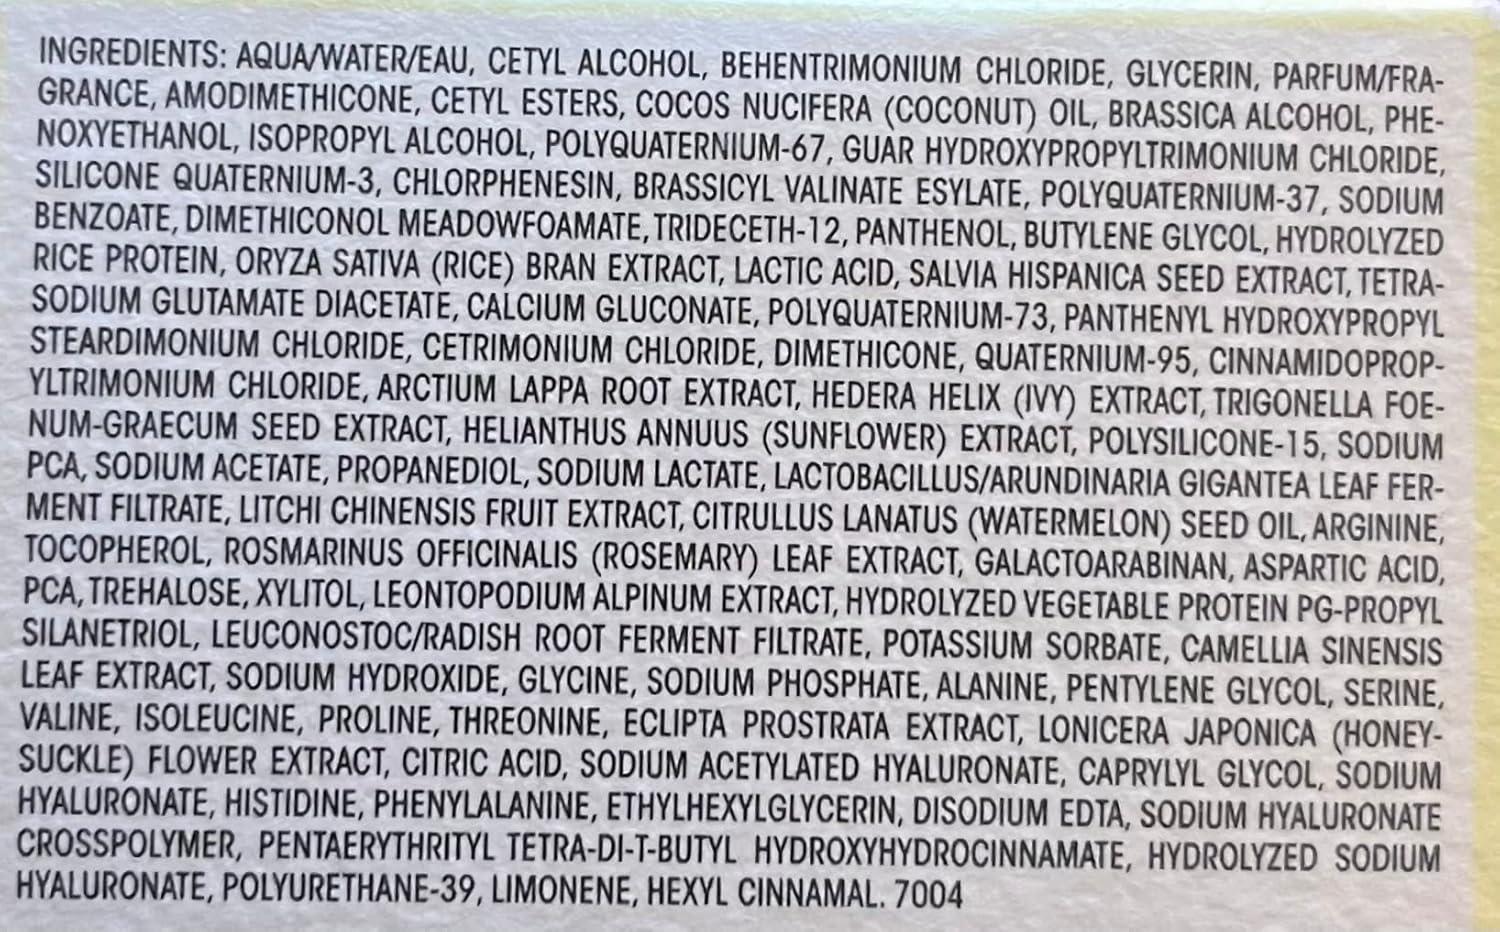 INGREDIENTS: AQUA/WATER/EAU, CETYL ALCOHOL, BEHENTRIMONIUM CHLORIDE, GLYCERIN, PARFUM/FRA-
GRANCE, AMODIMETHICONE, CETYL ESTERS, COCOS NUCIFERA (COCONUT) OIL, BRASSICA ALCOHOL, PHE-
NOXYETHANOL, ISOPROPYL ALCOHOL, POLYQUATERNIUM-67, GUAR HYDROXYPROPYLTRIMONIUM CHLORIDE,
SILICONE QUATERNIUM-3, CHLORPHENESIN, BRASSICYL VALINATE ESYLATE, POLYQUATERNIUM-37, SODIUM
BENZOATE, DIMETHICONOL MEADOWFOAMATE, TRIDECETH-12, PANTHENOL, BUTYLENE GLYCOL, HYDROLYZED
RICE PROTEIN, ORYZA SATIVA (RICE) BRAN EXTRACT, LACTIC ACID, SALVIA HISPANICA SEED EXTRACT, TETRA-
SODIUM GLUTAMATE DIACETATE, CALCIUM GLUCONATE, POLYQUATERNIUM-73, PANTHENYL HYDROXYPROPYL
STEARDIMONIUM CHLORIDE, CETRIMONIUM CHLORIDE, DIMETHICONE, QUATERNIUM-95, CINNAMIDOPROP-
YLTRIMONIUM CHLORIDE, ARCTIUM LAPPA ROOT EXTRACT, HEDERA HELIX (IVY) EXTRACT, TRIGONELLA FOE-
NUM-GRAECUM SEED EXTRACT, HELIANTHUS ANNUUS (SUNFLOWER) EXTRACT, POLYSILICONE-15, SODIUM
PCA, SODIUM ACETATE, PROPANEDIOL, SODIUM LACTATE, LACTOBACILLUS/ARUNDINARIA GIGANTEA LEAF FER-
MENT FILTRATE, LITCHI CHINENSIS FRUIT EXTRACT, CITRULLUS LANATUS (WATERMELON) SEED OIL, ARGININE,
TOCOPHEROL, ROSMARINUS OFFICINALIS (ROSEMARY) LEAF EXTRACT, GALACTOARABINAN, ASPARTIC ACID,
PCA, TREHALOSE, XYLITOL, LEONTOPODIUM ALPINUM EXTRACT, HYDROLYZED VEGETABLE PROTEIN PG-PROPYL
SILANETRIOL, LEUCONOSTOC/RADISH ROOT FERMENT FILTRATE, POTASSIUM SORBATE, CAMELLIA SINENSIS
LEAF EXTRACT, SODIUM HYDROXIDE, GLYCINE, SODIUM PHOSPHATE, ALANINE, PENTYLENE GLYCOL, SERINE,
VALINE, ISOLEUCINE, PROLINE, THREONINE, ECLIPTA PROSTRATA EXTRACT, LONICERA JAPONICA (HONEY-
SUCKLE) FLOWER EXTRACT, CITRIC ACID, SODIUM ACETYLATED HYALURONATE, CAPRYLYL GLYCOL, SODIUM
HYALURONATE, HISTIDINE, PHENYLALANINE, ETHYLHEXYLGLYCERIN, DISODIUM EDTA, SODIUM HYALURONATE
CROSSPOLYMER, PENTAERYTHRITYL TETRA-DI-T-BUTYL HYDROXYHYDROCINNAMATE, HYDROLYZED SODIUM
HYALURONATE, POLYURETHANE-39, LIMONENE, HEXYL CINNAMAL. 7004